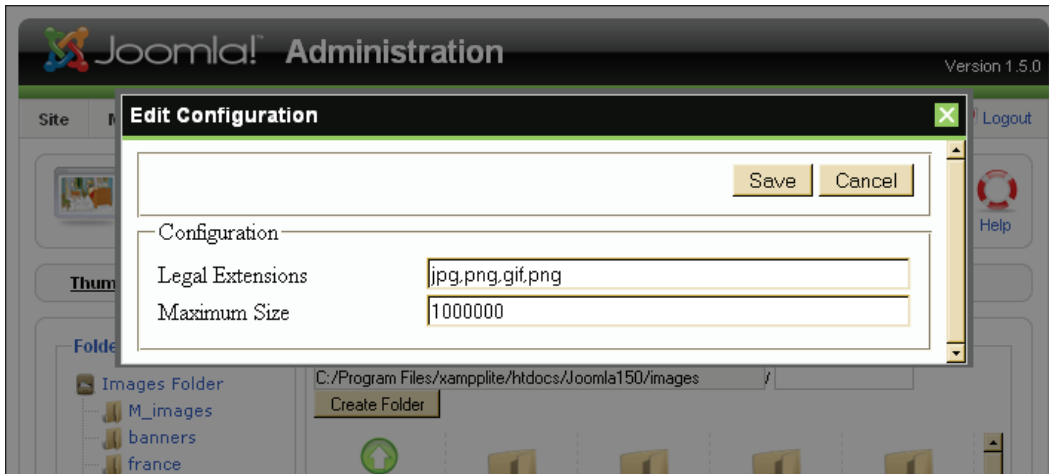 Joomla!™ Administration
Version 1.5.0
Site
Edit Configuration
Logout
Save Cancel
Help
Configuration
Legal Extensions jpg,png,gif,png
Maximum Size 1000000
Thum
Folde
Images Folder
C:/Program Files/xampplite/htdocs/Joomla150/images /
M_images
Create Folder
banners
france